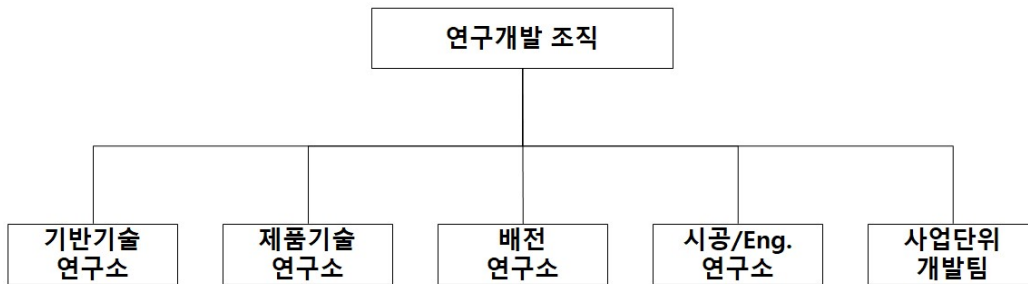 연구개발 조직
기반기술
연구소
제품기술
연구소
배전
연구소
시공/Eng.
연구소
사업단위
개발팀